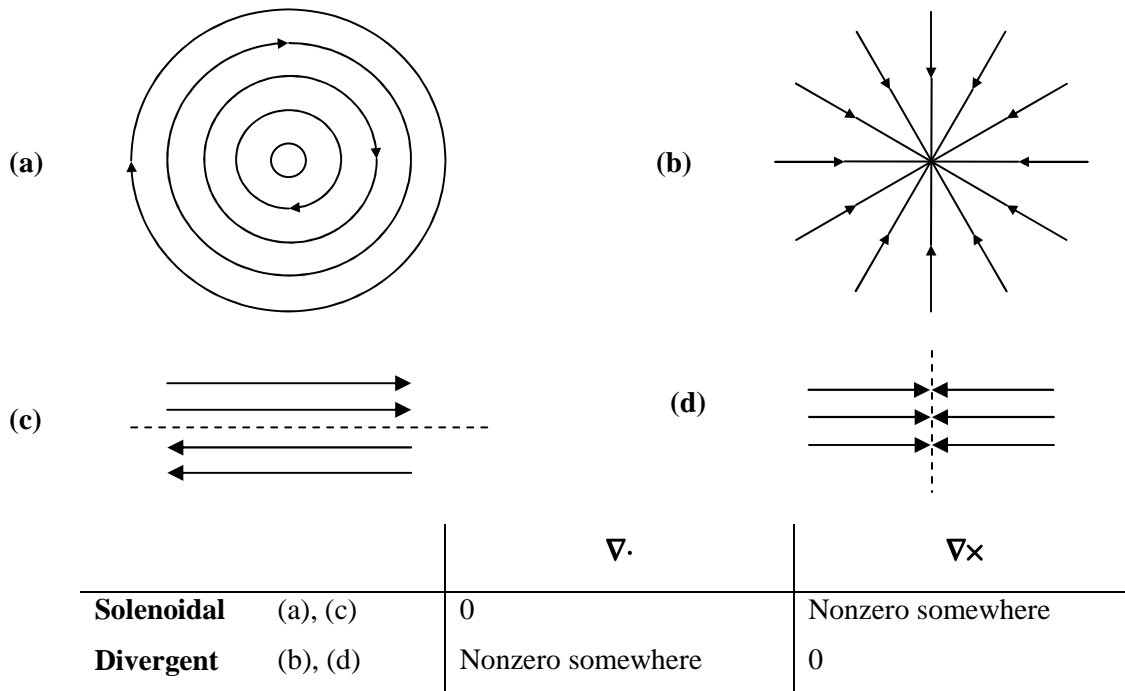 (a)
(b)
(c)
(d)
∇· ∇×
Solenoidal (a), (c) 0 Nonzero somewhere
Divergent (b), (d) Nonzero somewhere 0